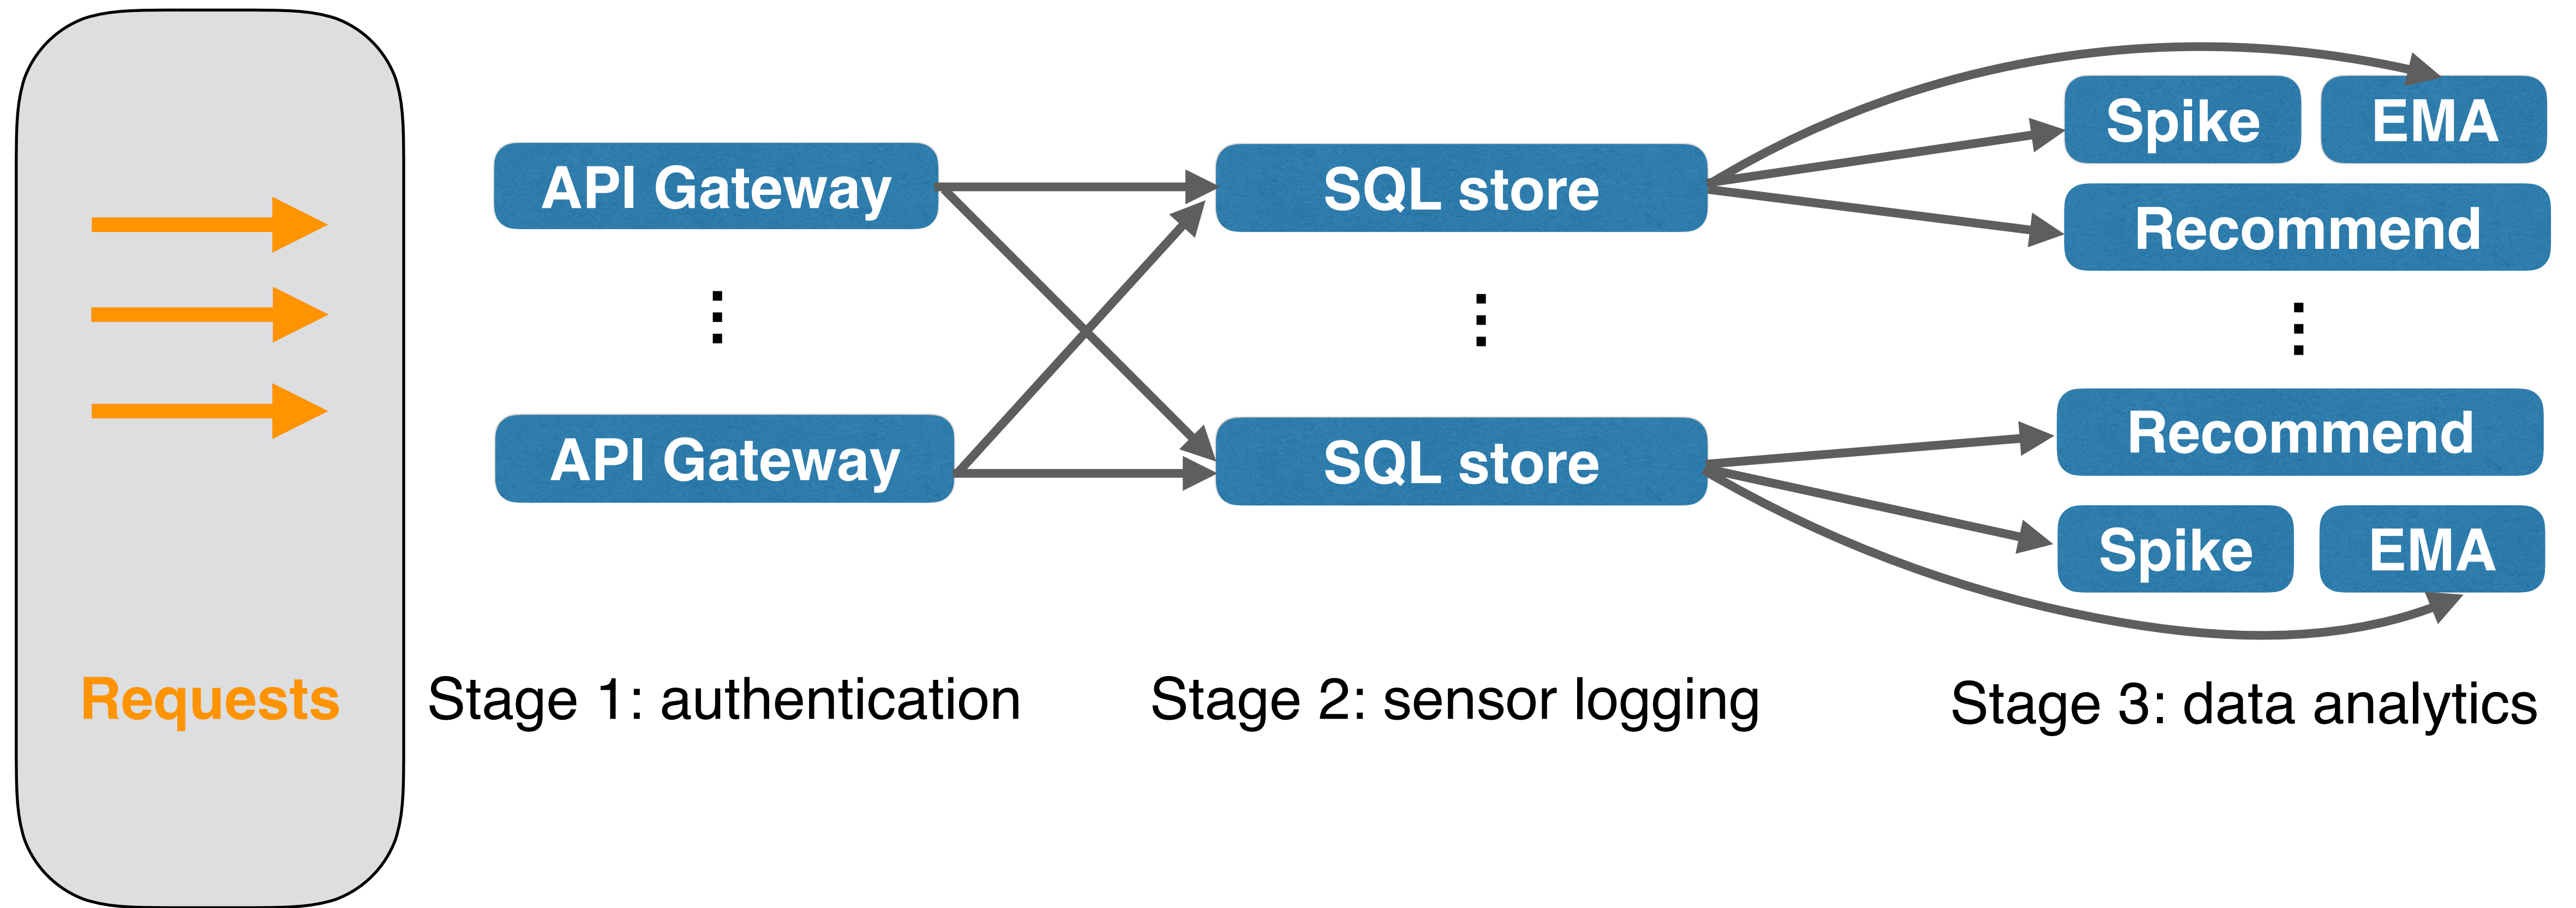 Requests
API Gateway
⋮
API Gateway
Stage 1: authentication
SQL store
⋮
SQL store
Stage 2: sensor logging
Spike
EMA
Recommend
⋮
Recommend
Spike
EMA
Stage 3: data analytics